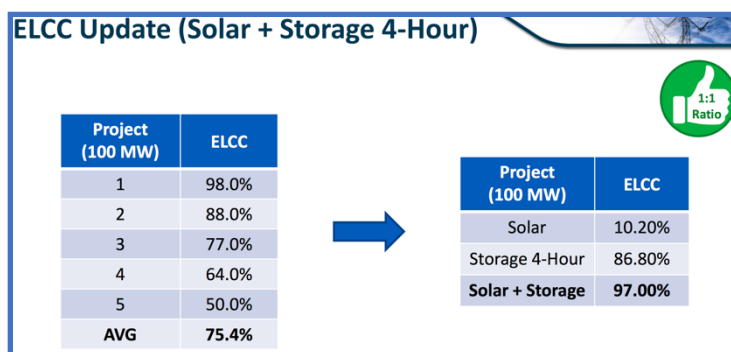 ELCC Update (Solar + Storage 4-Hour)
1:1
Ratio
Project
(100 MW) ELCC
1 98.0%
2 88.0%
3 77.0%
4 64.0%
5 50.0%
AVG 75.4%
Project
(100 MW) ELCC
Solar 10.20%
Storage 4-Hour 86.80%
Solar + Storage 97.00%